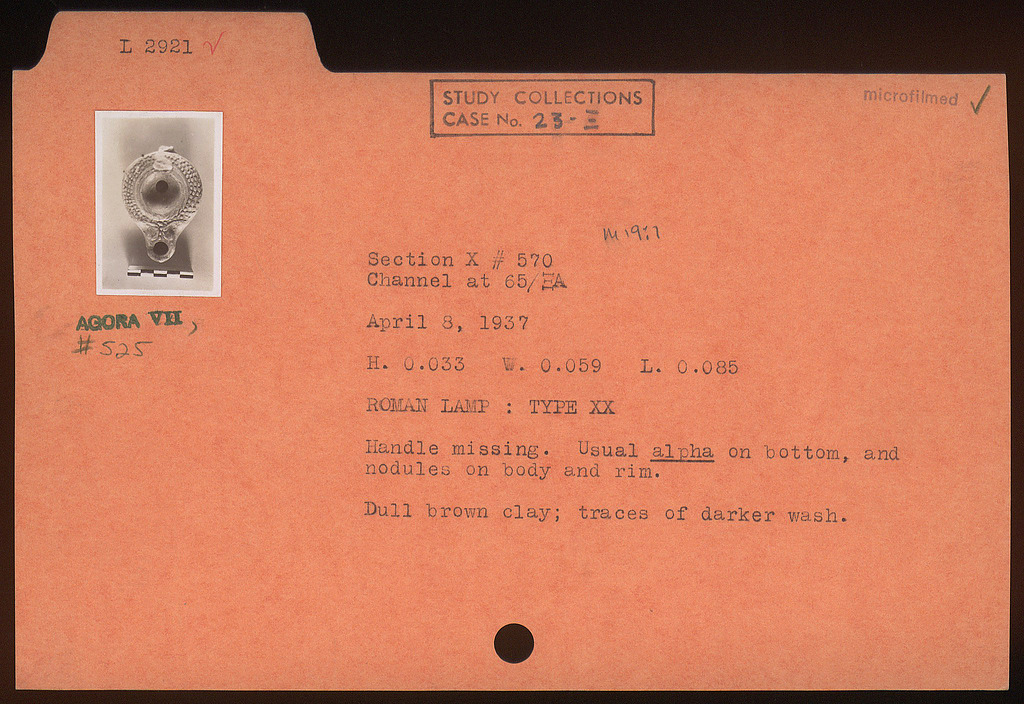 L 2921 √
STUDY COLLECTIONS
CASE No. 23-Ξ
microfilmed ✓
Section X # 570
Channel at 65/ΞA
April 8, 1937
H. 0.033 W. 0.059 L. 0.085
ROMAN LAMP : TYPE XX
Handle missing. Usual alpha on bottom, and
nodules on body and rim.
Dull brown clay; traces of darker wash.
AGORA VII,
#525